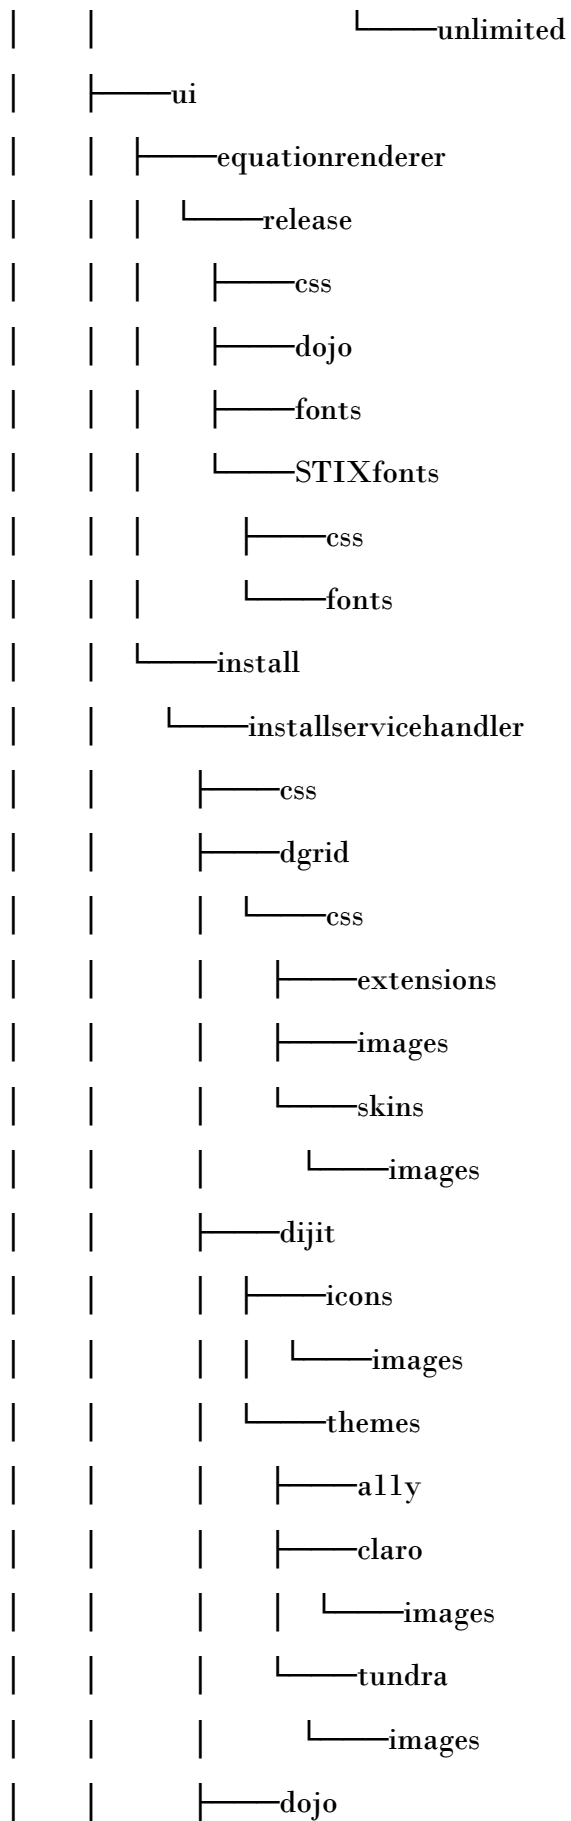 │ │ └───unlimited
│ ├───ui
│ │ ├───equationrenderer
│ │ │ └───release
│ │ │ ├───css
│ │ │ ├───dojo
│ │ │ ├───fonts
│ │ │ └───STIXfonts
│ │ │ ├───css
│ │ │ └───fonts
│ │ └───install
│ │ └───installservicehandler
│ │ ├───css
│ │ ├───dgrid
│ │ │ └───css
│ │ │ ├───extensions
│ │ │ ├───images
│ │ │ └───skins
│ │ │ └───images
│ │ ├───dijit
│ │ │ ├───icons
│ │ │ │ └───images
│ │ │ └───themes
│ │ │ ├───a11y
│ │ │ ├───claro
│ │ │ │ └───images
│ │ │ └───tundra
│ │ │ └───images
│ │ ├───dojo